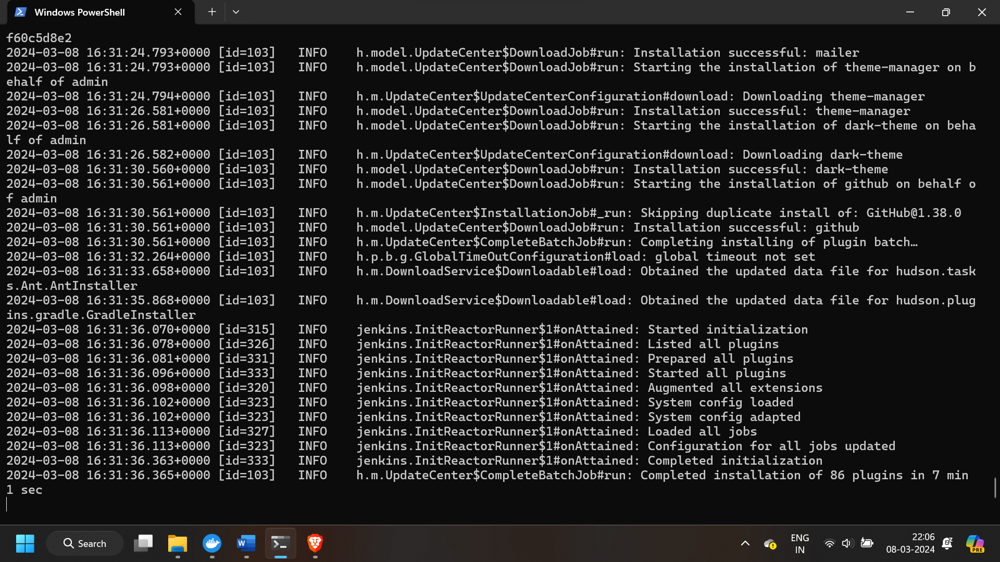 Windows PowerShell
f60c5d8e2
2024-03-08 16:31:24.793+0000 [id=103]   INFO    h.model.UpdateCenter$DownloadJob#run: Installation successful: mailer
2024-03-08 16:31:24.793+0000 [id=103]   INFO    h.model.UpdateCenter$DownloadJob#run: Starting the installation of theme-manager on b
ehalf of admin
2024-03-08 16:31:24.794+0000 [id=103]   INFO    h.m.UpdateCenter$UpdateCenterConfiguration#download: Downloading theme-manager
2024-03-08 16:31:26.581+0000 [id=103]   INFO    h.model.UpdateCenter$DownloadJob#run: Installation successful: theme-manager
2024-03-08 16:31:26.581+0000 [id=103]   INFO    h.model.UpdateCenter$DownloadJob#run: Starting the installation of dark-theme on beha
lf of admin
2024-03-08 16:31:26.582+0000 [id=103]   INFO    h.m.UpdateCenter$UpdateCenterConfiguration#download: Downloading dark-theme
2024-03-08 16:31:30.560+0000 [id=103]   INFO    h.model.UpdateCenter$DownloadJob#run: Installation successful: dark-theme
2024-03-08 16:31:30.561+0000 [id=103]   INFO    h.model.UpdateCenter$DownloadJob#run: Starting the installation of github on behalf o
f admin
2024-03-08 16:31:30.561+0000 [id=103]   INFO    h.m.UpdateCenter$InstallationJob#_run: Skipping duplicate install of: GitHub@1.38.0
2024-03-08 16:31:30.561+0000 [id=103]   INFO    h.model.UpdateCenter$DownloadJob#run: Installation successful: github
2024-03-08 16:31:30.561+0000 [id=103]   INFO    h.m.UpdateCenter$CompleteBatchJob#run: Completing installing of plugin batch…
2024-03-08 16:31:32.264+0000 [id=103]   INFO    h.p.b.g.GlobalTimeOutConfiguration#load: global timeout not set
2024-03-08 16:31:33.658+0000 [id=103]   INFO    h.m.DownloadService$Downloadable#load: Obtained the updated data file for hudson.task
s.Ant.AntInstaller
2024-03-08 16:31:35.868+0000 [id=103]   INFO    h.m.DownloadService$Downloadable#load: Obtained the updated data file for hudson.plug
ins.gradle.GradleInstaller
2024-03-08 16:31:36.070+0000 [id=315]   INFO    jenkins.InitReactorRunner$1#onAttained: Started initialization
2024-03-08 16:31:36.078+0000 [id=326]   INFO    jenkins.InitReactorRunner$1#onAttained: Listed all plugins
2024-03-08 16:31:36.081+0000 [id=331]   INFO    jenkins.InitReactorRunner$1#onAttained: Prepared all plugins
2024-03-08 16:31:36.096+0000 [id=333]   INFO    jenkins.InitReactorRunner$1#onAttained: Started all plugins
2024-03-08 16:31:36.098+0000 [id=320]   INFO    jenkins.InitReactorRunner$1#onAttained: Augmented all extensions
2024-03-08 16:31:36.102+0000 [id=323]   INFO    jenkins.InitReactorRunner$1#onAttained: System config loaded
2024-03-08 16:31:36.102+0000 [id=323]   INFO    jenkins.InitReactorRunner$1#onAttained: System config adapted
2024-03-08 16:31:36.113+0000 [id=327]   INFO    jenkins.InitReactorRunner$1#onAttained: Loaded all jobs
2024-03-08 16:31:36.113+0000 [id=323]   INFO    jenkins.InitReactorRunner$1#onAttained: Configuration for all jobs updated
2024-03-08 16:31:36.363+0000 [id=333]   INFO    jenkins.InitReactorRunner$1#onAttained: Completed initialization
2024-03-08 16:31:36.365+0000 [id=103]   INFO    h.m.UpdateCenter$CompleteBatchJob#run: Completed installation of 86 plugins in 7 min
1 sec
Search
W
ENG
IN
22:06
08-03-2024
PRE